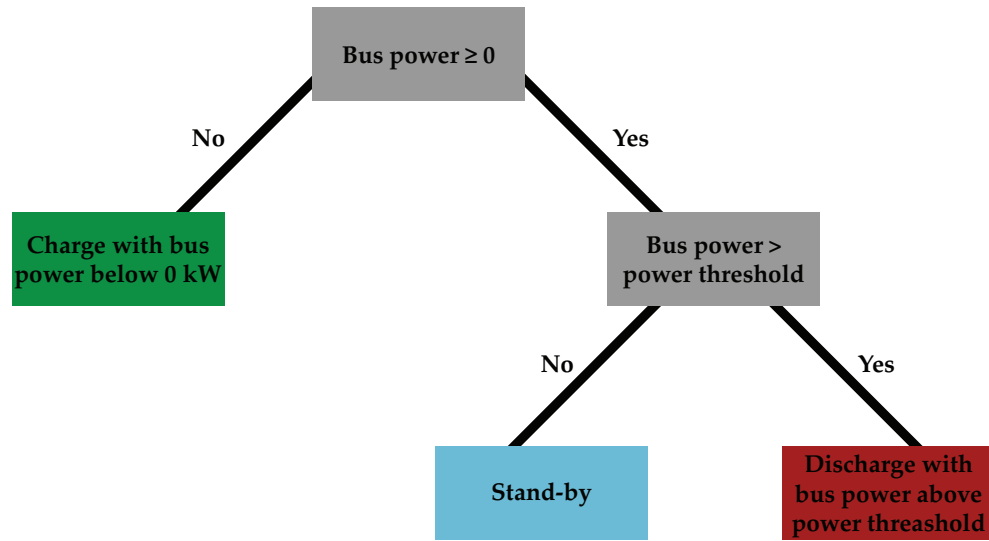 Bus power ≥ 0
No
Yes
Charge with bus
power below 0 kW
Bus power >
power threshold
No
Yes
Stand-by
Discharge with
bus power above
power threashold